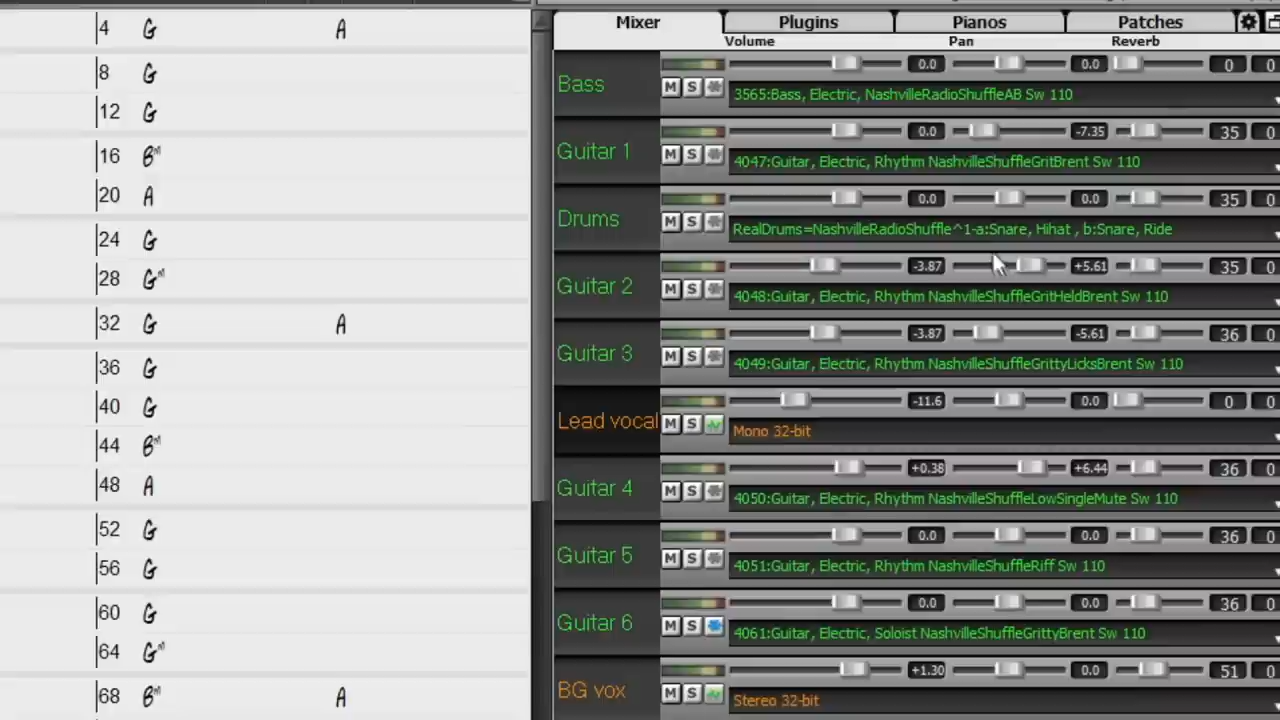 4 G A
8 G
12 G
16 Bm
20 A
24 G
28 Gm
32 G A
36 G
40 G
44 Bm
48 A
52 G
56 G
60 G
64 Gm
68 Bm A
Mixer Plugins Pianos Patches
Volume Pan Reverb
Bass M S 0.0 0.0 0 0
3565:Bass, Electric, NashvilleRadioShuffleAB Sw 110
Guitar 1 M S 0.0 -7.35 35 0
4047:Guitar, Electric, Rhythm NashvilleShuffleGritBrent Sw 110
Drums M S 0.0 0.0 35 0
RealDrums=NashvilleRadioShuffle^1-a:Snare, Hihat , b:Snare, Ride
Guitar 2 M S -3.87 +5.61 35 0
4048:Guitar, Electric, Rhythm NashvilleShuffleGritHeldBrent Sw 110
Guitar 3 M S -3.87 -5.61 36 0
4049:Guitar, Electric, Rhythm NashvilleShuffleGrittyLicksBrent Sw 110
Lead vocal M S -11.6 0.0 0 0
Mono 32-bit
Guitar 4 M S +0.38 +6.44 36 0
4050:Guitar, Electric, Rhythm NashvilleShuffleLowSingleMute Sw 110
Guitar 5 M S 0.0 0.0 36 0
4051:Guitar, Electric, Rhythm NashvilleShuffleRiff Sw 110
Guitar 6 M S 0.0 0.0 36 0
4061:Guitar, Electric, Soloist NashvilleShuffleGrittyBrent Sw 110
BG vox M S +1.30 0.0 51 0
Stereo 32-bit